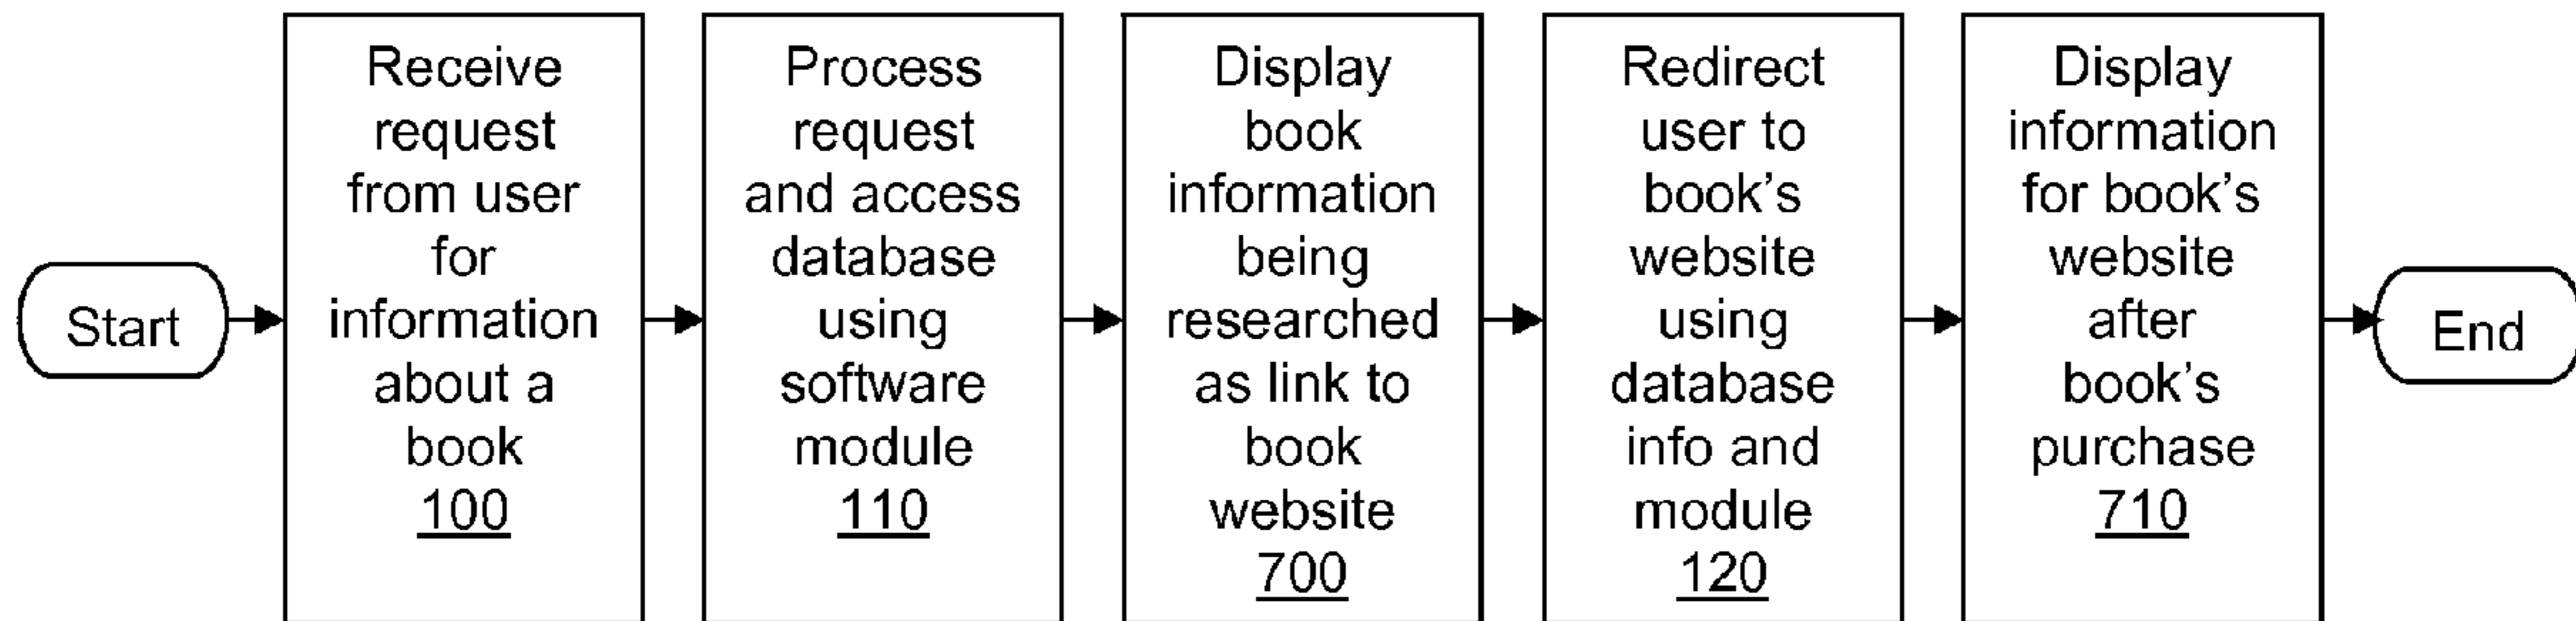 Start
Receive
request
from user
for
information
about a
book
100
Process
request
and access
database
using
software
module
110
Display
book
information
being
researched
as link to
book
website
700
Redirect
user to
book's
website
using
database
info and
module
120
Display
information
for book's
website
after
book's
purchase
710
End